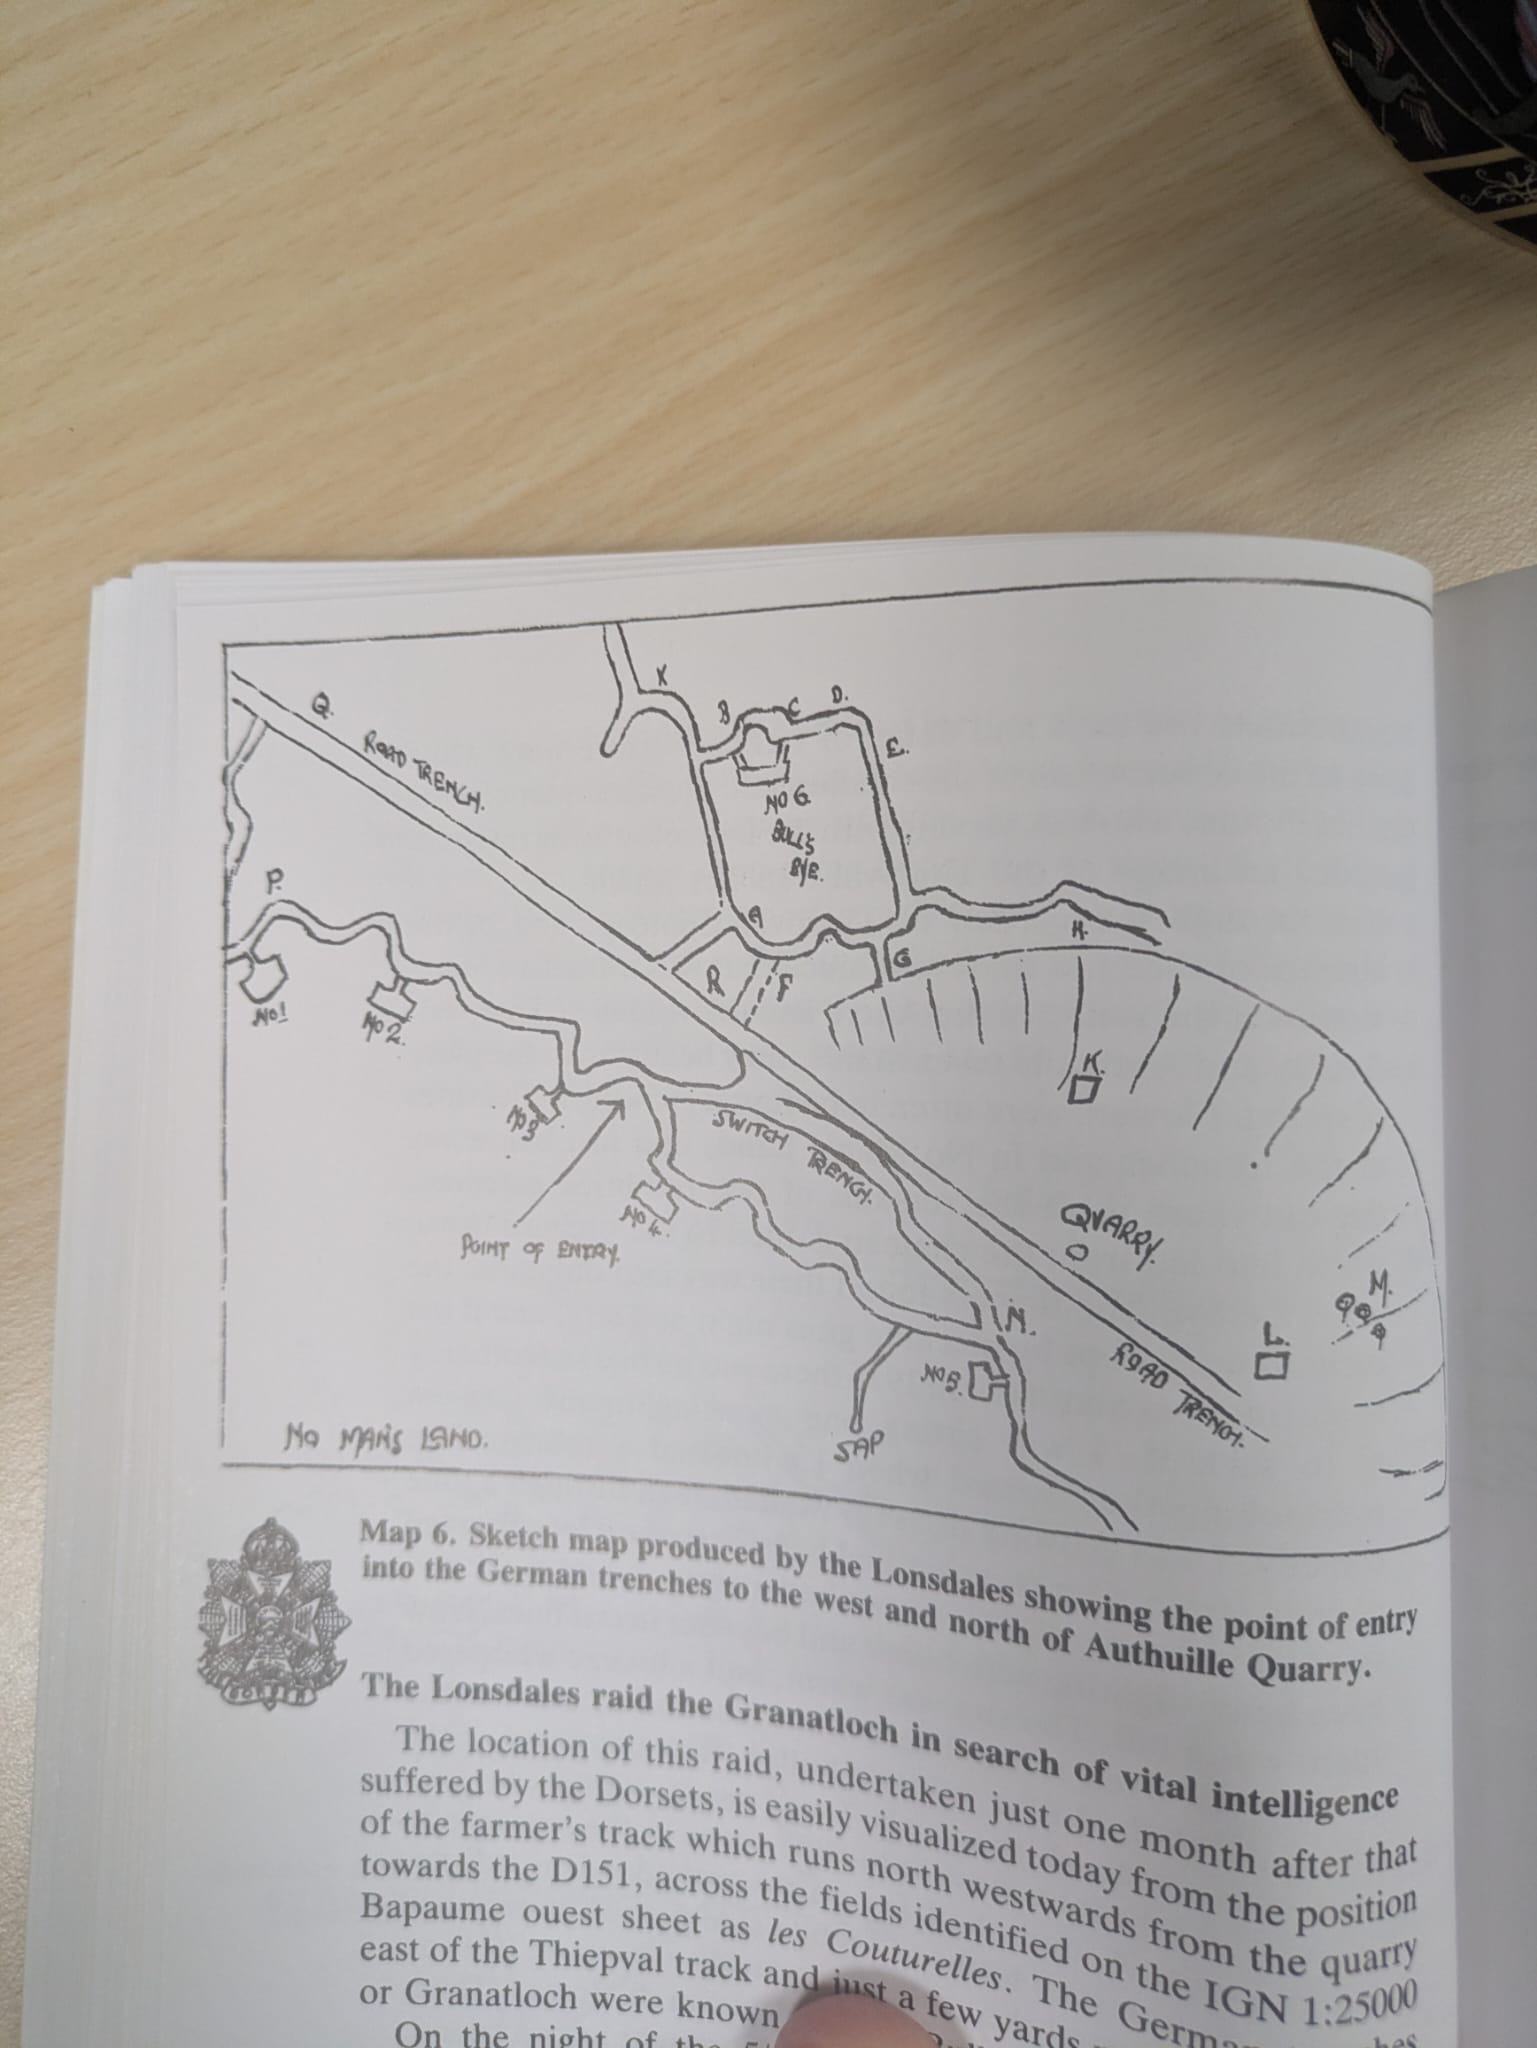 K
Q.
B
C
D.
ROAD TRENCH.
E.
NO 6
BULL'S
EYE.
P.
A
H.
G
R
F
NO 1
NO 2
K.
NO 3
SWITCH TRENCH.
NO 4.
QUARRY.
POINT OF ENTRY.
M.
N.
L.
NO 5.
ROAD TRENCH.
SAP
NO MAN'S LAND.
Map 6. Sketch map produced by the Lonsdales showing the point of entry
into the German trenches to the west and north of Authuille Quarry.
BORDER
The Lonsdales raid the Granatloch in search of vital intelligence
The location of this raid, undertaken just one month after that
suffered by the Dorsets, is easily visualized today from the position
of the farmer's track which runs north westwards from the quarry
towards the D151, across the fields identified on the IGN 1:25000
Bapaume ouest sheet as les Couturelles. The German
east of the Thiepval track and just a few yards
or Granatloch were known
On the night of the